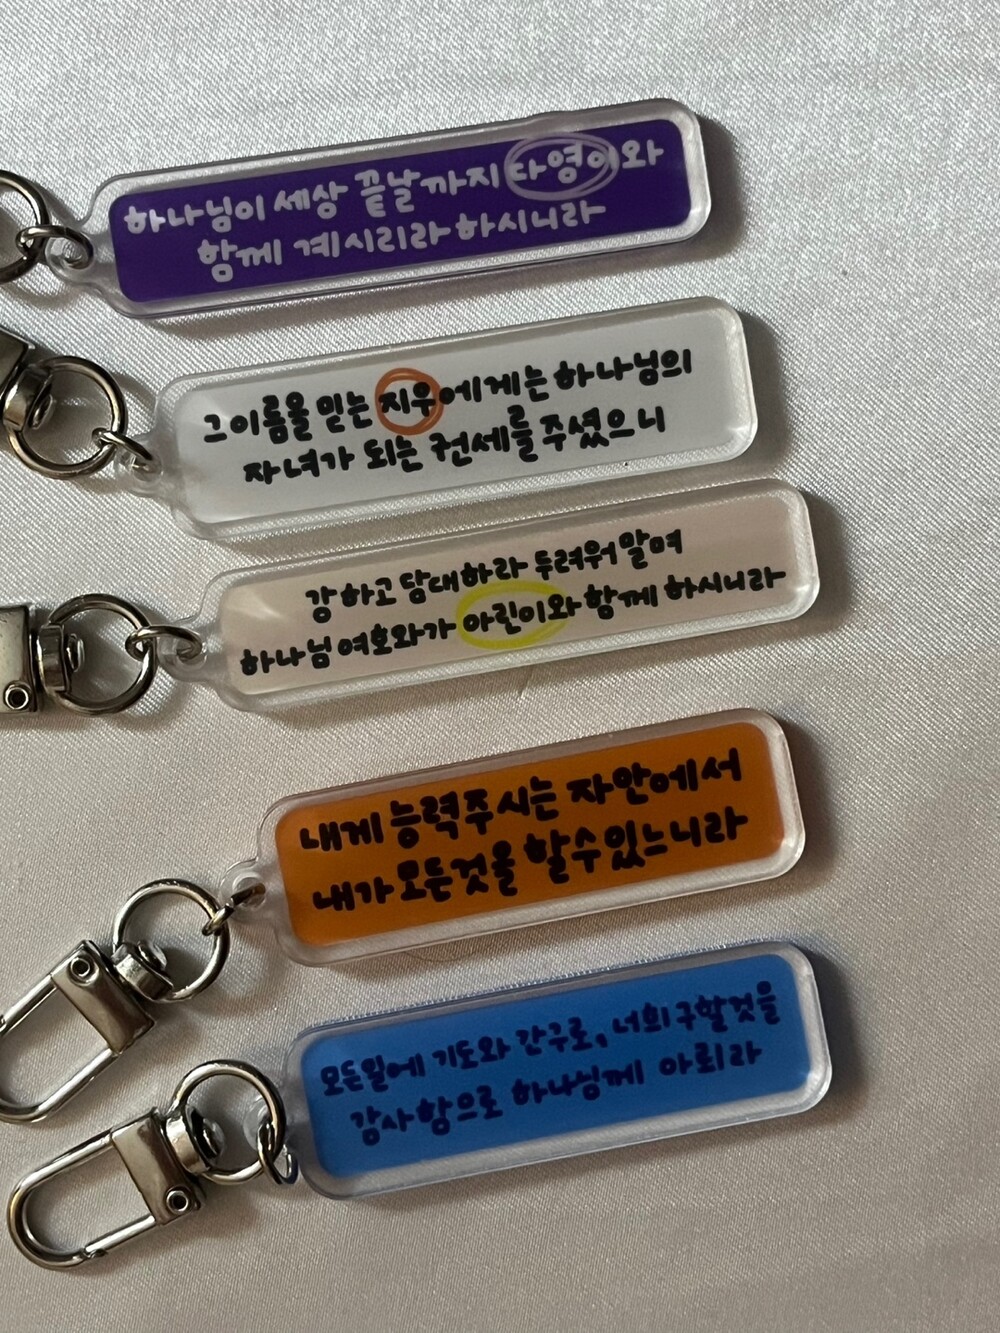 하나님이 세상 끝날까지 다영이와
함께 계시리라 하시니라
그 이름을 믿는 지우에게는 하나님의
자녀가 되는 권세를 주셨으니
강하고 담대하라 두려워 말며
하나님 여호와가 아린이와 함께 하시니라
내게 능력주시는 자 안에서
내가 모든것을 할 수 있느니라
모든일에 기도와 간구로, 너희 구할것을
감사함으로 하나님께 아뢰라